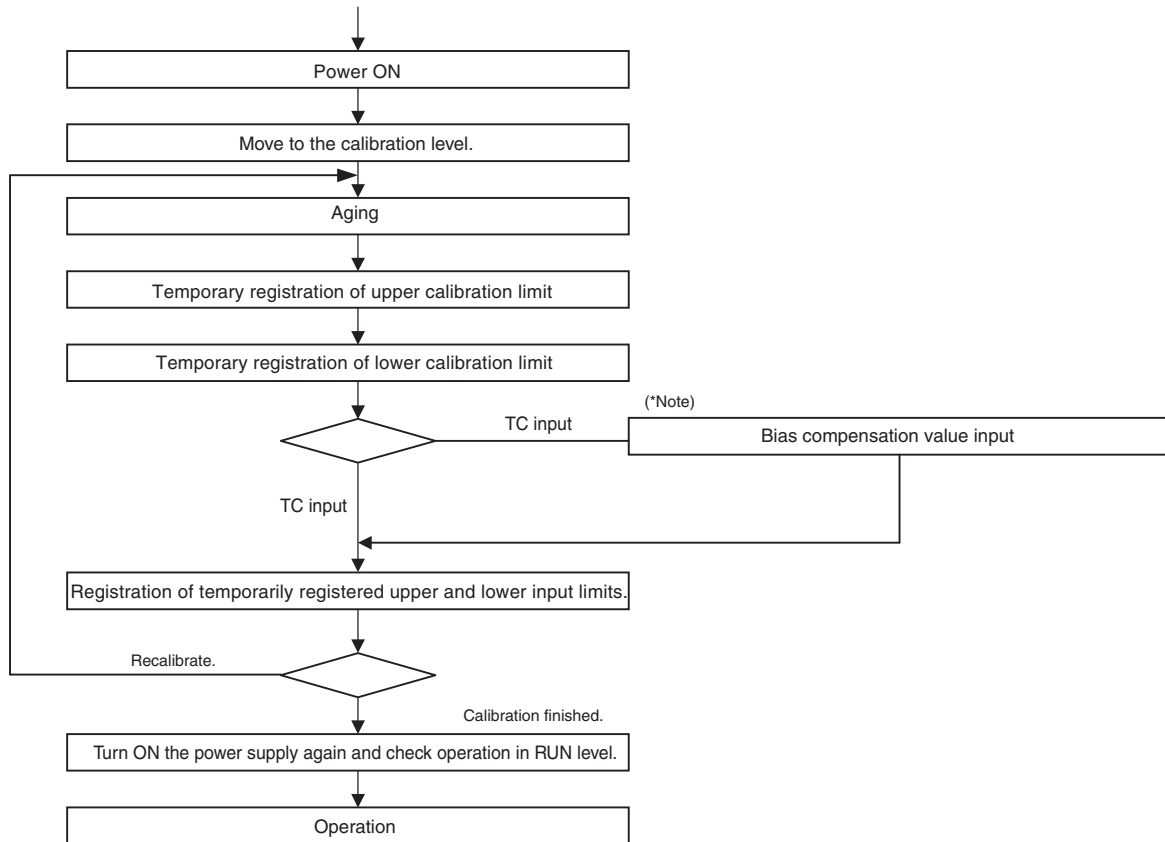 Power ON
Move to the calibration level.
Aging
Temporary registration of upper calibration limit
Temporary registration of lower calibration limit
(*Note)
TC input
Bias compensation value input
TC input
Registration of temporarily registered upper and lower input limits.
Recalibrate.
Calibration finished.
Turn ON the power supply again and check operation in RUN level.
Operation